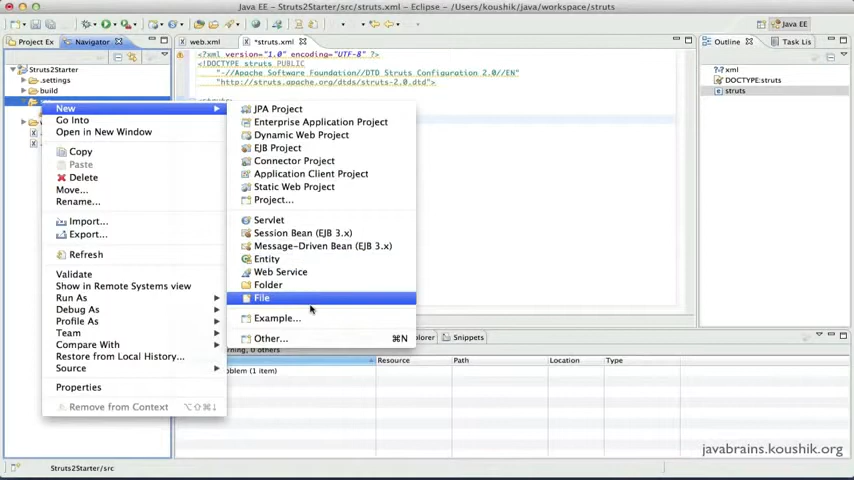 Java EE - Struts2Starter/src/struts.xml - Eclipse - /Users/koushik/java/workspace/struts
Java EE
Project Ex
Navigator
web.xml
*struts.xml
Outline
Task Lis
Struts2Starter
.settings
build
<?xml version="1.0" encoding="UTF-8" ?>
<!DOCTYPE struts PUBLIC
"-//Apache Software Foundation//DTD Struts Configuration 2.0//EN"
"http://struts.apache.org/dtds/struts-2.0.dtd">
xml
DOCTYPE:struts
struts
New
Go Into
Open in New Window
Copy
Paste
Delete
Move...
Rename...
Import...
Export...
Refresh
Validate
Show in Remote Systems view
Run As
Debug As
Profile As
Team
Compare With
Restore from Local History...
Source
Properties
Remove from Context ⌥⇧⌘↓
JPA Project
Enterprise Application Project
Dynamic Web Project
EJB Project
Connector Project
Application Client Project
Static Web Project
Project...
Servlet
Session Bean (EJB 3.x)
Message-Driven Bean (EJB 3.x)
Entity
Web Service
Folder
File
Example...
Other... ⌘N
plorer
Snippets
rning, 0 others
Resource
Path
Location
Type
oblem (1 item)
javabrains.koushik.org
Struts2Starter/src